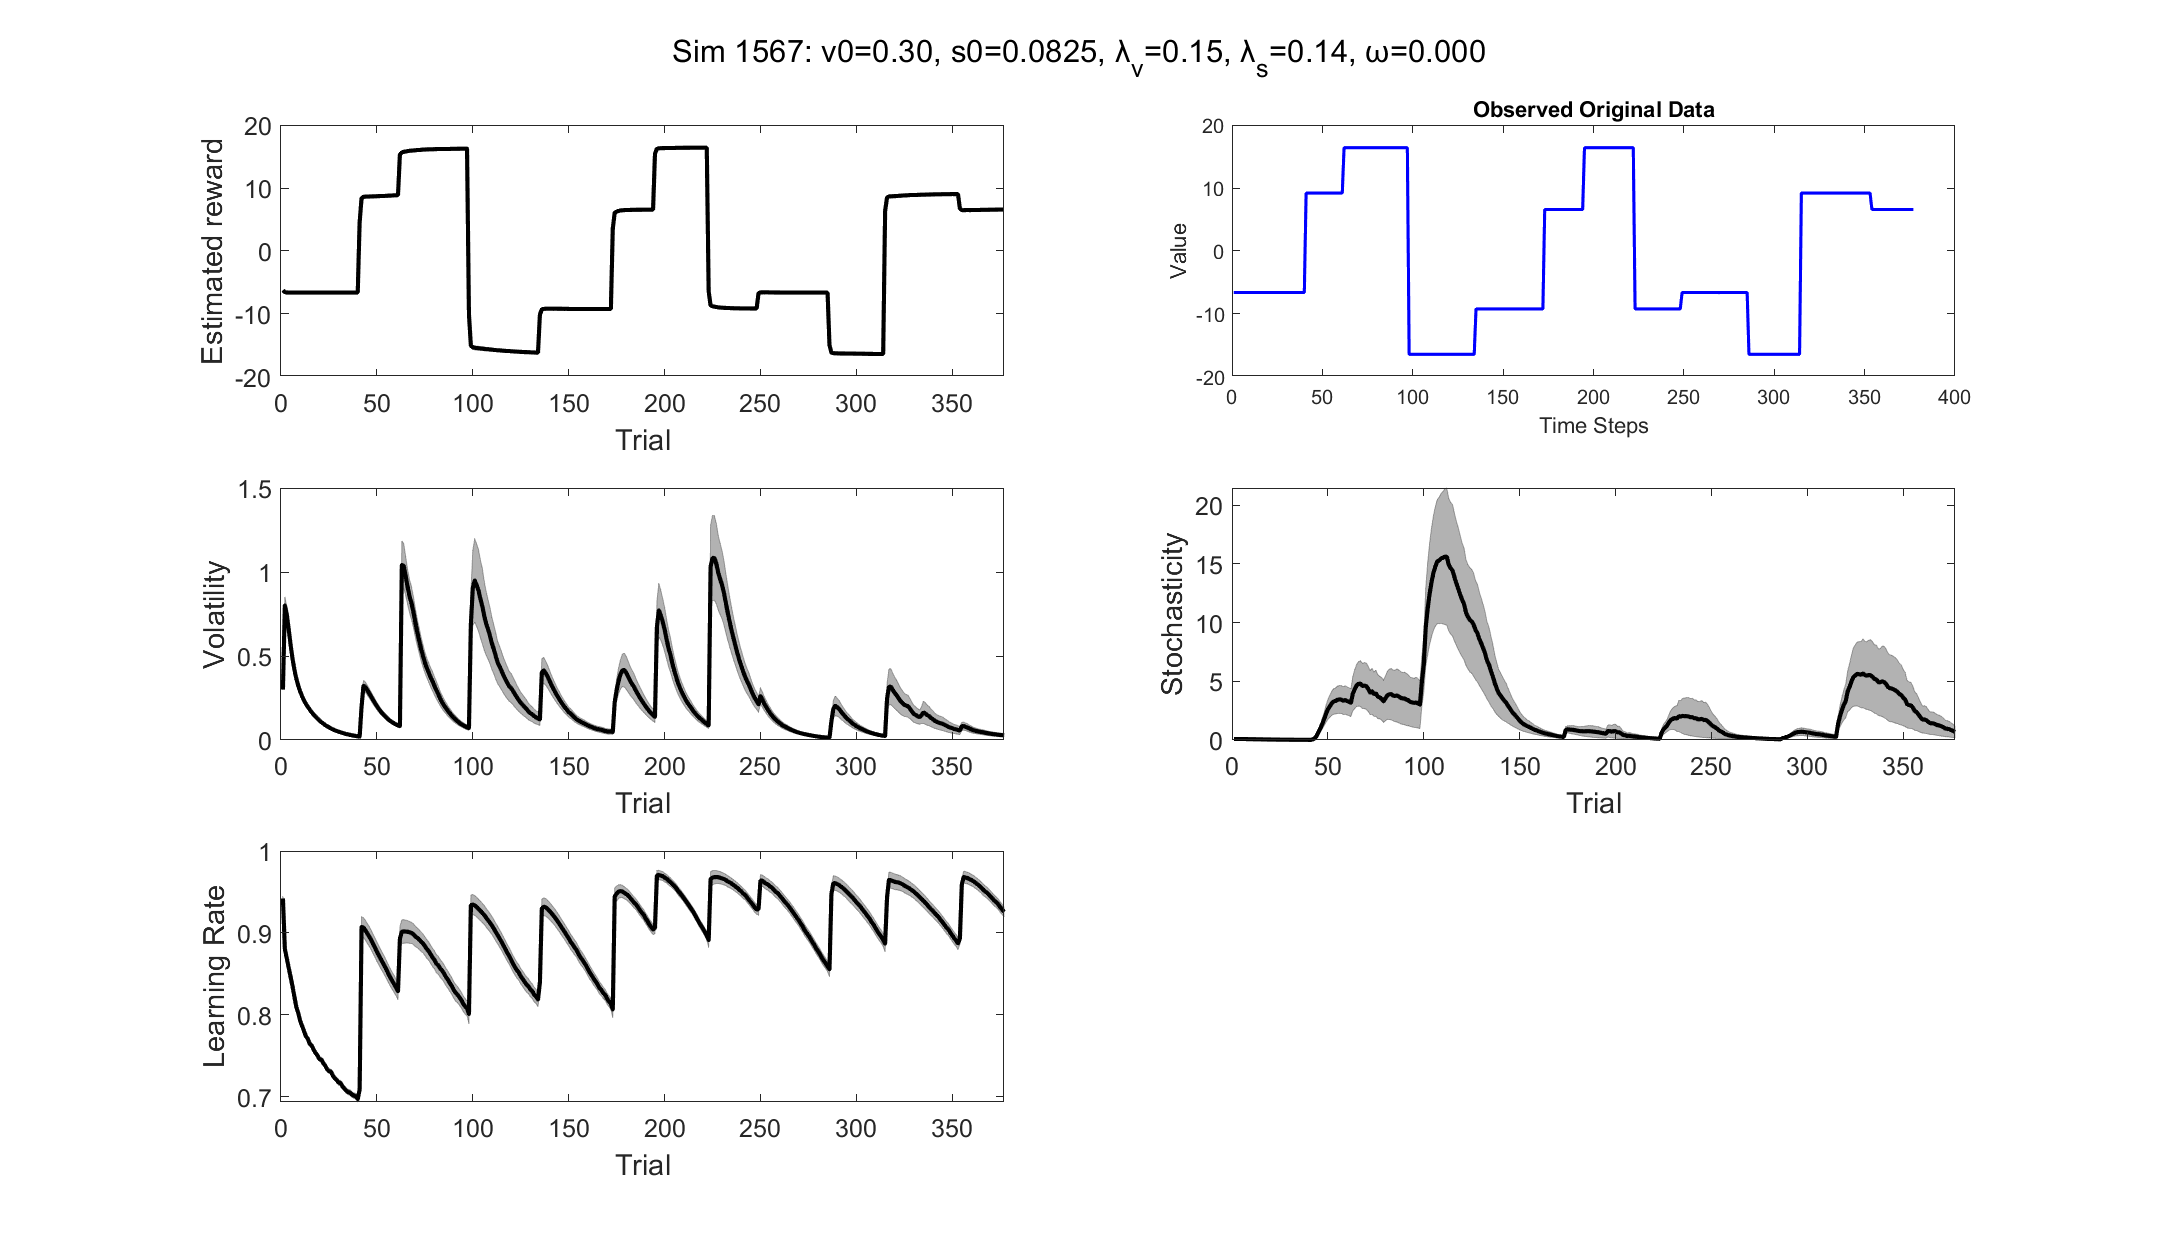 Sim 1567: v0=0.30, s0=0.0825, λv=0.15, λs=0.14, ω=0.000
Estimated reward
20
10
0
-10
-20
0 50 100 150 200 250 300 350
Trial
Observed Original Data
Value
20
10
0
-10
-20
0 50 100 150 200 250 300 350 400
Time Steps
Volatility
1.5
1
0.5
0
0 50 100 150 200 250 300 350
Trial
Stochasticity
20
15
10
5
0
0 50 100 150 200 250 300 350
Trial
Learning Rate
1
0.9
0.8
0.7
0 50 100 150 200 250 300 350
Trial